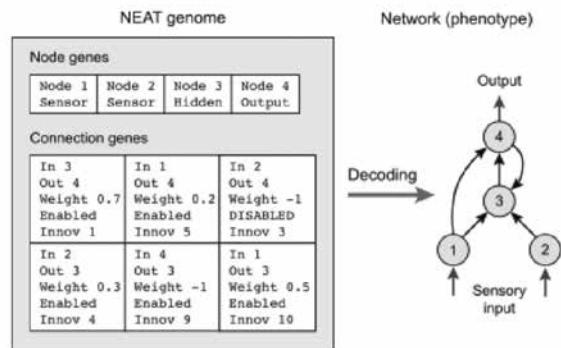 NEAT genome
Network (phenotype)
Node genes
Node 1 Node 2 Node 3 Node 4
Sensor Sensor Hidden Output
Connection genes
In 3 In 1 In 2
Out 4 Out 4 Out 4
Weight 0.7 Weight 0.2 Weight -1
Enabled Enabled DISABLED
Innov 1 Innov 5 Innov 3
In 2 In 4 In 1
Out 3 Out 3 Out 3
Weight 0.3 Weight -1 Weight 0.5
Enabled Enabled Enabled
Innov 4 Innov 9 Innov 10
Decoding
Output
4
3
1 2
Sensory
input